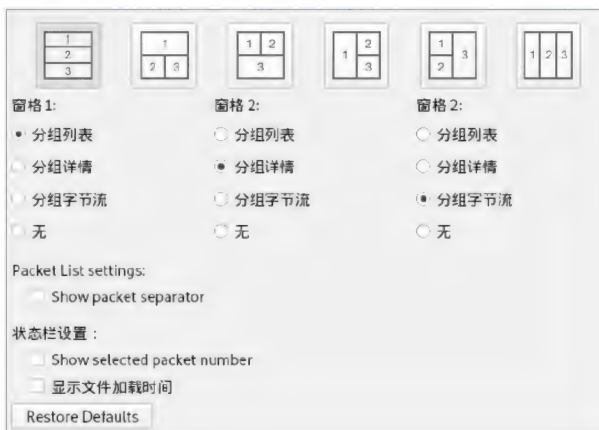 1 1 1 2 1 2 1 3 1 2 3
2 2 3 3 3 2
3
窗格 1: 窗格 2: 窗格 2:
分组列表 分组列表 分组列表
分组详情 分组详情 分组详情
分组字节流 分组字节流 分组字节流
无 无 无
Packet List settings:
Show packet separator
状态栏设置：
Show selected packet number
显示文件加载时间
Restore Defaults